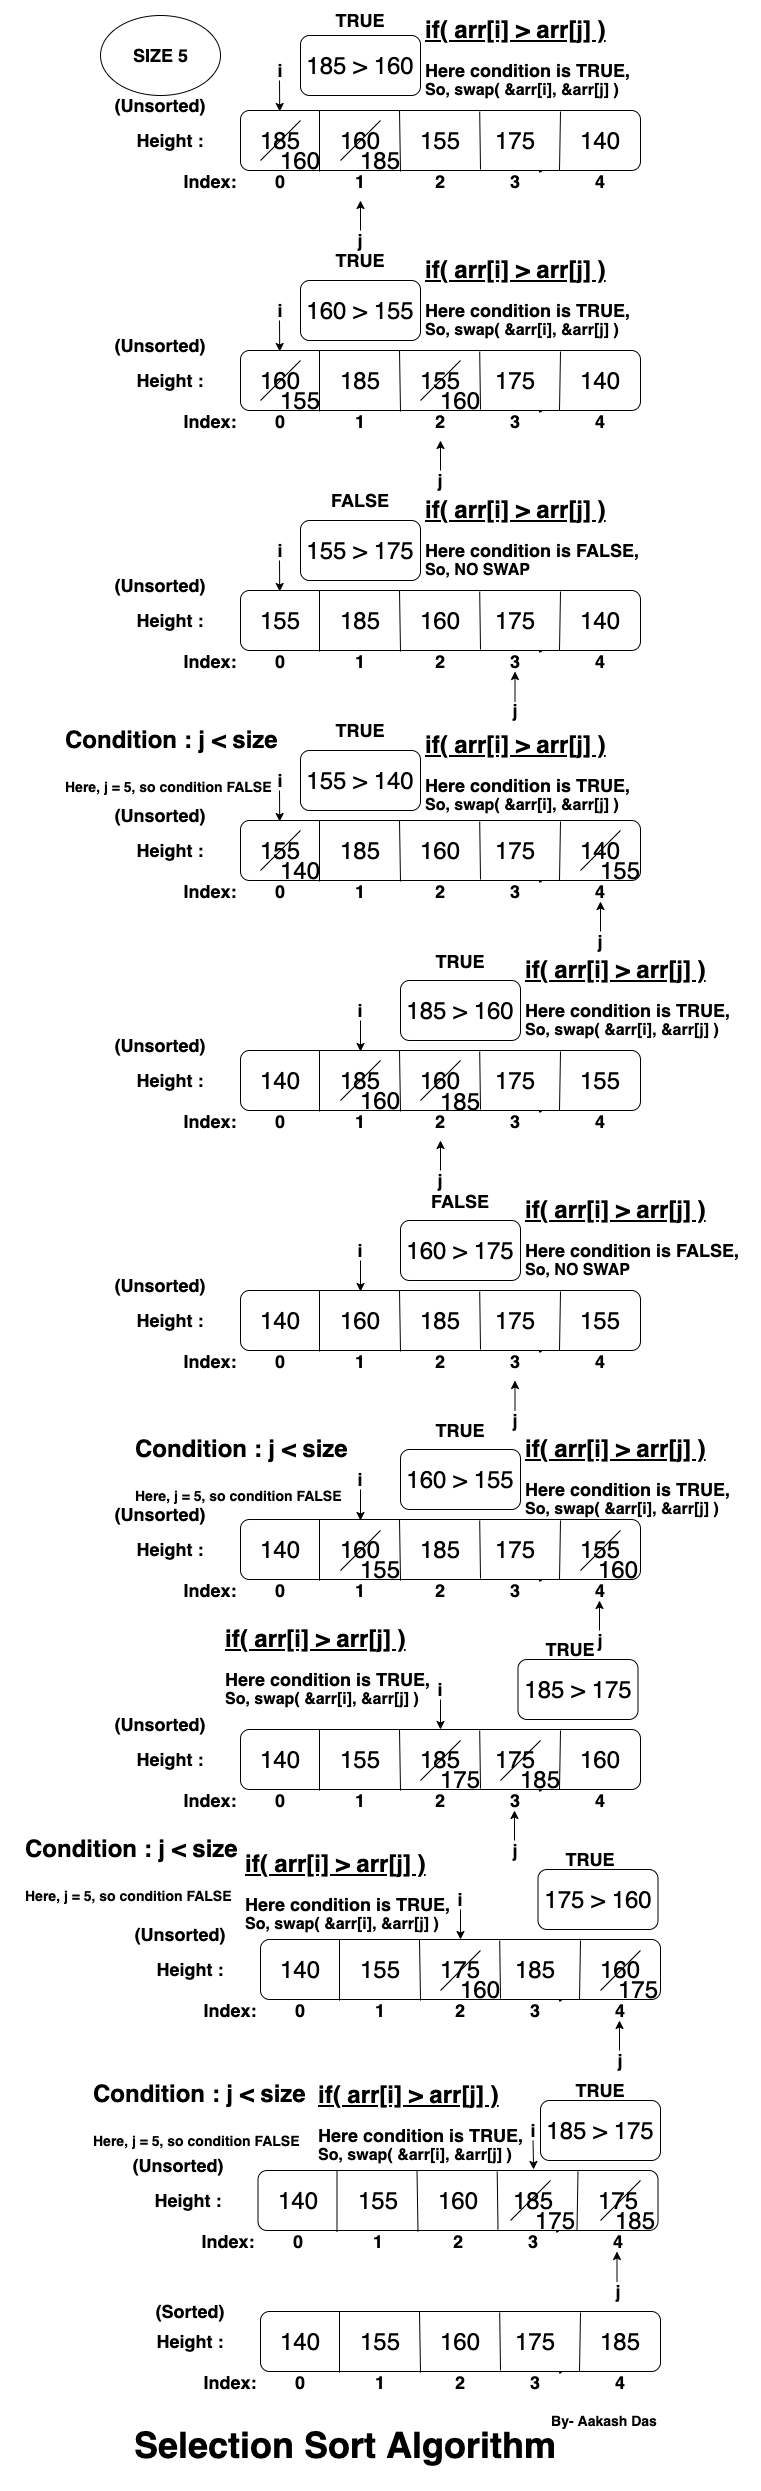 TRUE
if( arr[i] > arr[j] )
SIZE 5
185 > 160
i
Here condition is TRUE,
So, swap( &arr[i], &arr[j] )
(Unsorted)
Height : 185 160 155 175 140
160 185
Index: 0 1 2 3 4
j
TRUE
if( arr[i] > arr[j] )
160 > 155
i
Here condition is TRUE,
So, swap( &arr[i], &arr[j] )
(Unsorted)
Height : 160 185 155 175 140
155 160
Index: 0 1 2 3 4
j
FALSE
if( arr[i] > arr[j] )
155 > 175
i
Here condition is FALSE,
So, NO SWAP
(Unsorted)
Height : 155 185 160 175 140
Index: 0 1 2 3 4
j
Condition : j < size
TRUE
if( arr[i] > arr[j] )
Here, j = 5, so condition FALSE
i
155 > 140
Here condition is TRUE,
So, swap( &arr[i], &arr[j] )
(Unsorted)
Height : 155 185 160 175 140
140 155
Index: 0 1 2 3 4
j
TRUE
if( arr[i] > arr[j] )
185 > 160
i
Here condition is TRUE,
So, swap( &arr[i], &arr[j] )
(Unsorted)
Height : 140 185 160 175 155
160 185
Index: 0 1 2 3 4
j
FALSE
if( arr[i] > arr[j] )
160 > 175
i
Here condition is FALSE,
So, NO SWAP
(Unsorted)
Height : 140 160 185 175 155
Index: 0 1 2 3 4
j
TRUE
Condition : j < size
if( arr[i] > arr[j] )
160 > 155
i
Here condition is TRUE,
Here, j = 5, so condition FALSE
So, swap( &arr[i], &arr[j] )
(Unsorted)
Height : 140 160 185 175 155
155 160
Index: 0 1 2 3 4
j
if( arr[i] > arr[j] )
TRUE
Here condition is TRUE,
i
185 > 175
So, swap( &arr[i], &arr[j] )
(Unsorted)
Height : 140 155 185 175 160
175 185
Index: 0 1 2 3 4
j
Condition : j < size
if( arr[i] > arr[j] )
TRUE
Here, j = 5, so condition FALSE
Here condition is TRUE,
i
175 > 160
So, swap( &arr[i], &arr[j] )
(Unsorted)
Height : 140 155 175 185 160
160 175
Index: 0 1 2 3 4
j
Condition : j < size
if( arr[i] > arr[j] )
TRUE
185 > 175
i
Here, j = 5, so condition FALSE
Here condition is TRUE,
So, swap( &arr[i], &arr[j] )
(Unsorted)
Height : 140 155 160 185 175
175 185
Index: 0 1 2 3 4
j
(Sorted)
Height : 140 155 160 175 185
Index: 0 1 2 3 4
By- Aakash Das
Selection Sort Algorithm